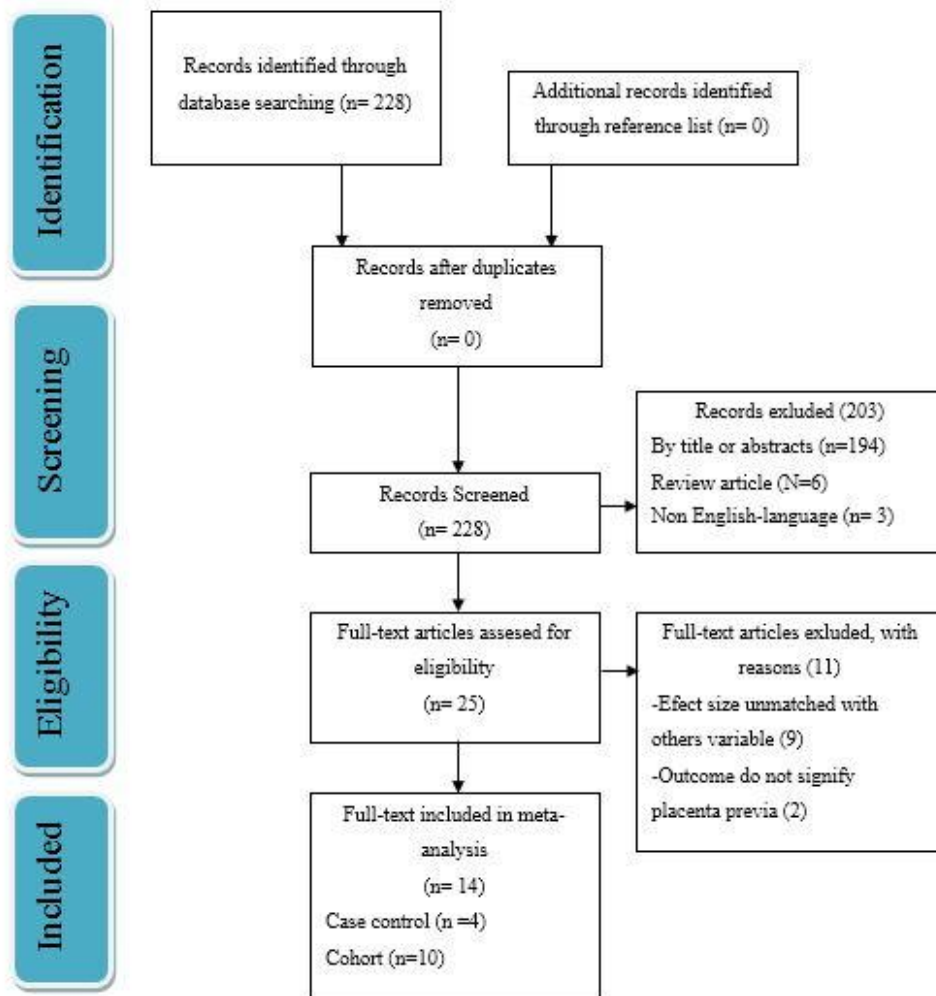 Identification
Records identified through
database searching (n= 228)
Additional records identified
through reference list (n= 0)
Records after duplicates
removed
(n= 0)
Screening
Records exluded (203)
By title or abstracts (n=194)
Review article (N=6)
Non English-language (n= 3)
Records Screened
(n= 228)
Eligibility
Full-text articles assesed for
eligibility
(n= 25)
Full-text articles exluded, with
reasons (11)
-Efect size unmatched with
others variable (9)
-Outcome do not signify
placenta previa (2)
Included
Full-text included in meta-
analysis
(n= 14)
Case control (n =4)
Cohort (n=10)